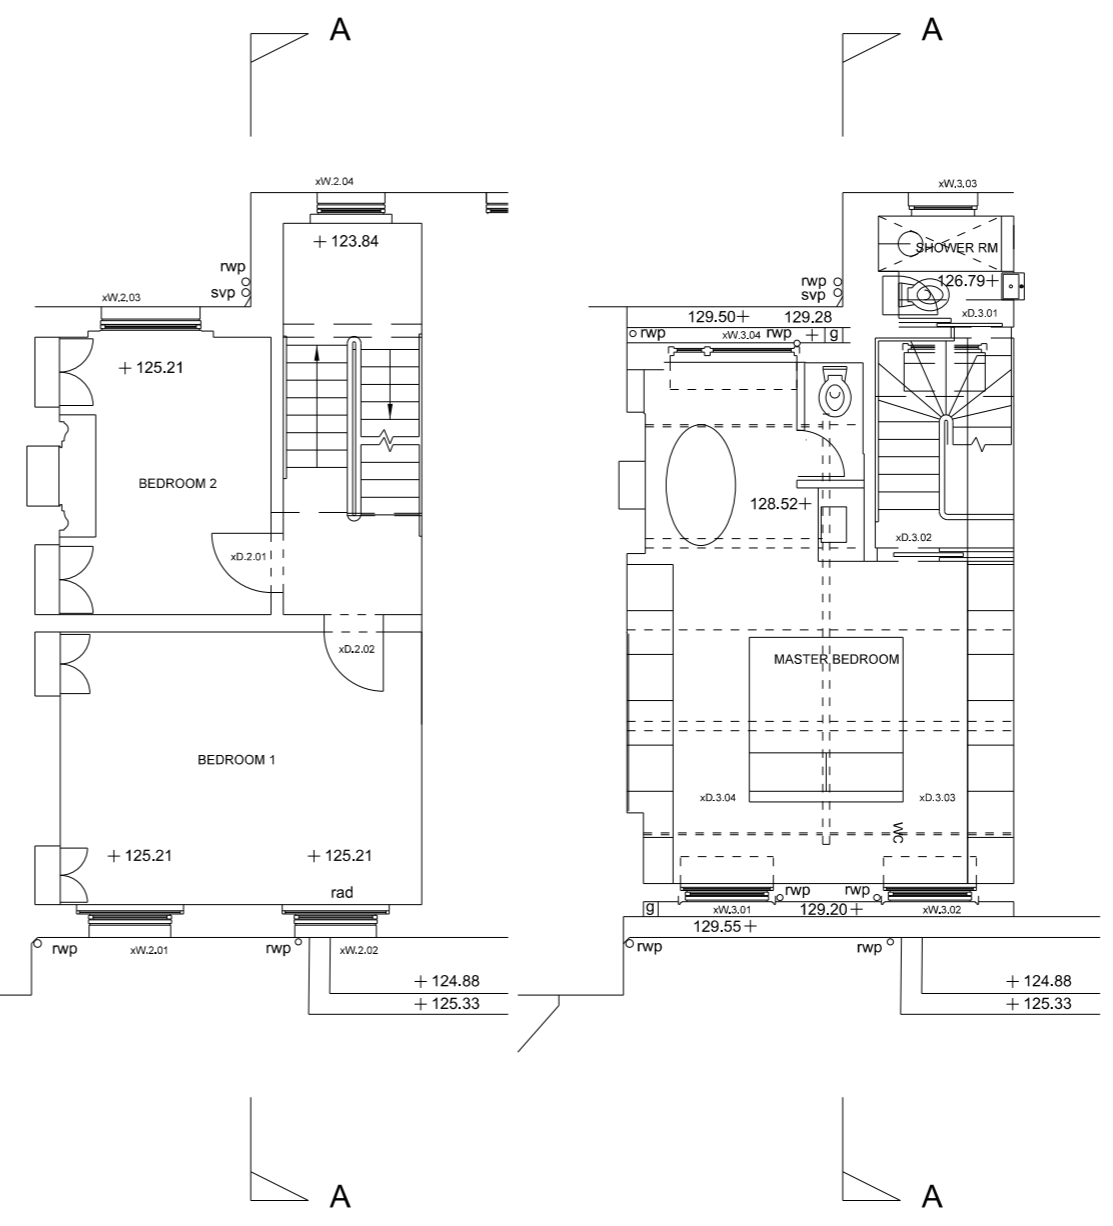 A
A
xW.2.04
xW.3.03
+ 123.84
SHOWER RM
rwp
svp
rwp
svp
126.79+
xW.2.03
xD.3.01
129.50+
129.28
rwp
xW.3.04
rwp
+
g
+ 125.21
BEDROOM 2
128.52+
xD.2.01
xD.3.02
xD.2.02
MASTER BEDROOM
BEDROOM 1
xD.3.04
xD.3.03
WC
+ 125.21
+ 125.21
rad
rwp
rwp
g
xW.3.01
129.20+
xW.3.02
129.55+
rwp
xW.2.01
rwp
xW.2.02
rwp
rwp
+ 124.88
+ 125.33
+ 124.88
+ 125.33
A
A